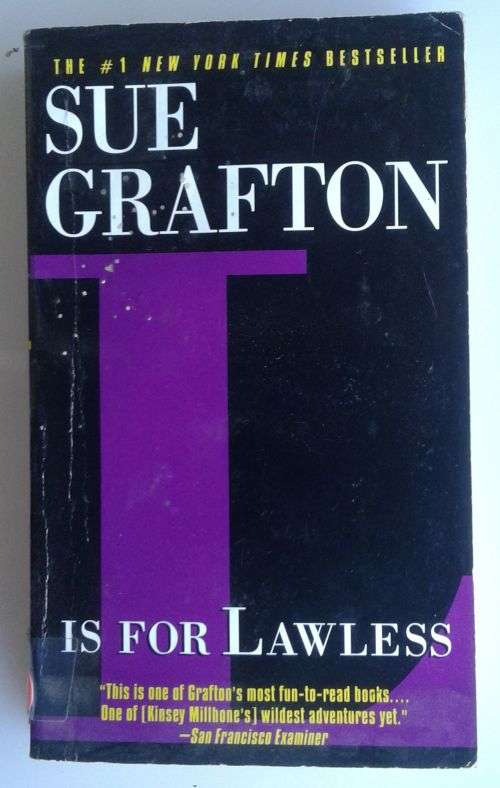 THE #1 NEW YORK TIMES BESTSELLER
SUE
GRAFTON
L
IS FOR LAWLESS
"This is one of Grafton's most fun-to-read books....
One of [Kinsey Millhone's] wildest adventures yet."
—San Francisco Examiner